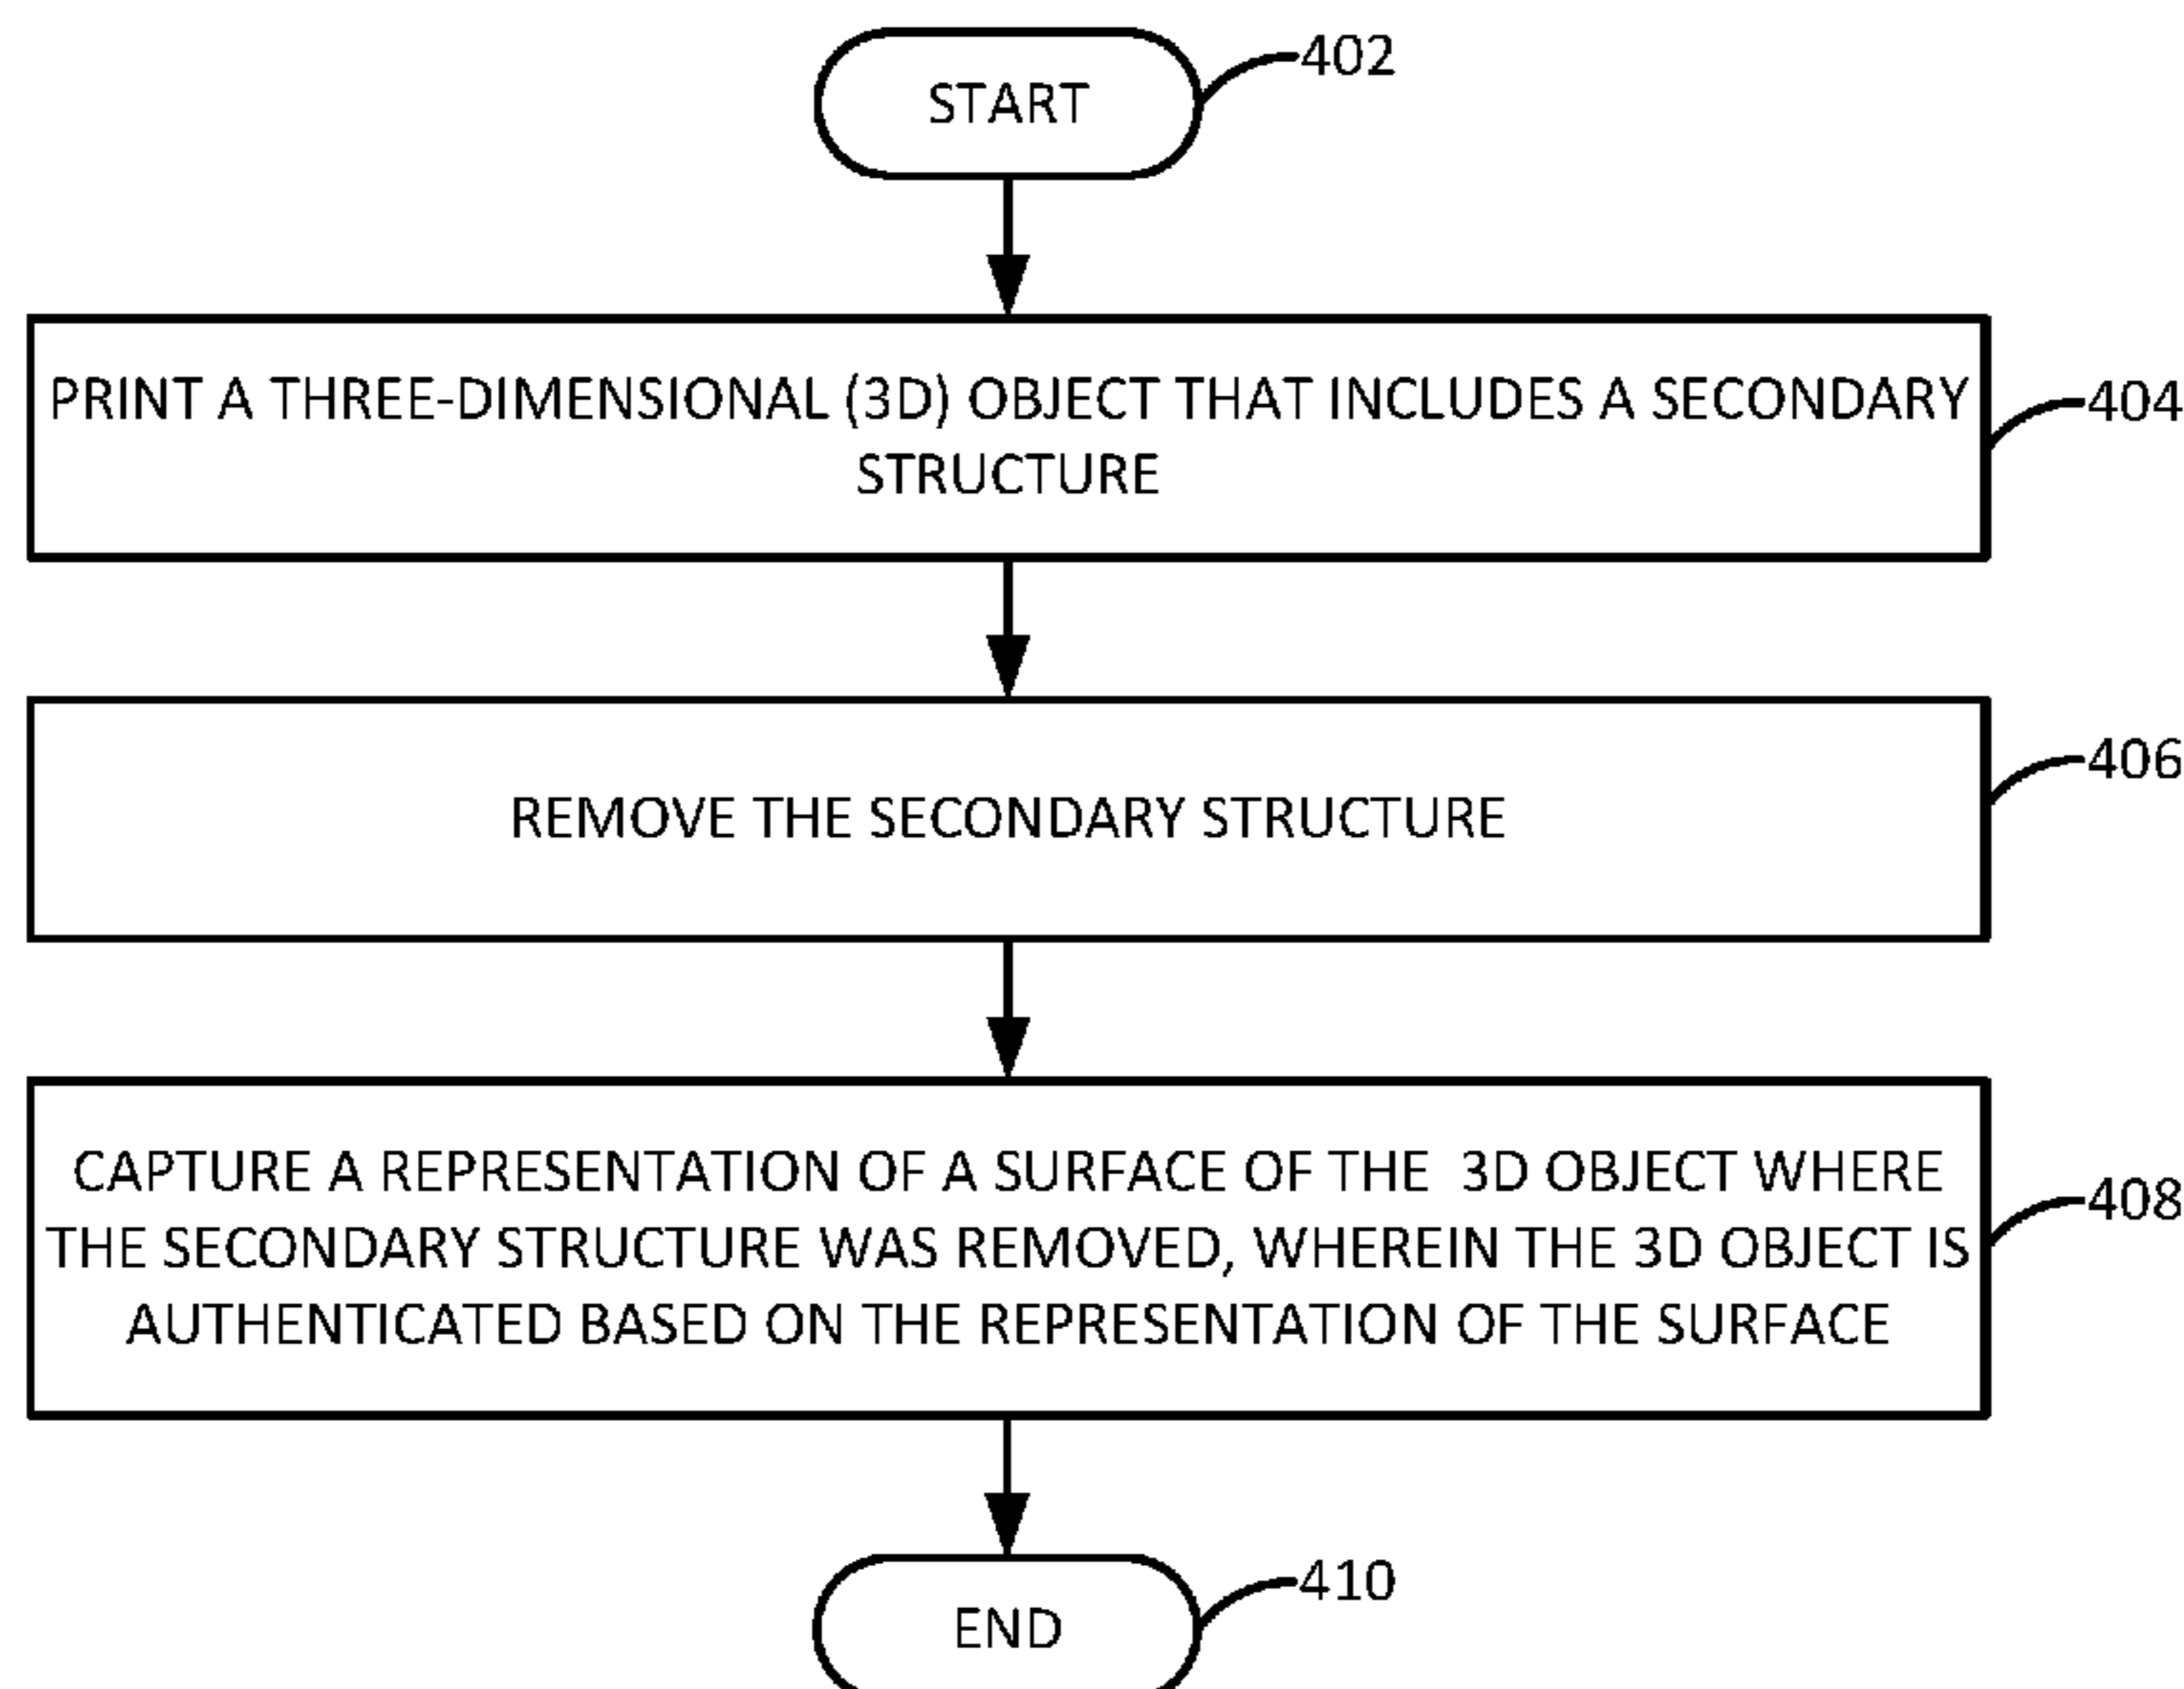 START
402
PRINT A THREE-DIMENSIONAL (3D) OBJECT THAT INCLUDES A SECONDARY
STRUCTURE
404
REMOVE THE SECONDARY STRUCTURE
406
CAPTURE A REPRESENTATION OF A SURFACE OF THE 3D OBJECT WHERE
THE SECONDARY STRUCTURE WAS REMOVED, WHEREIN THE 3D OBJECT IS
AUTHENTICATED BASED ON THE REPRESENTATION OF THE SURFACE
408
END
410